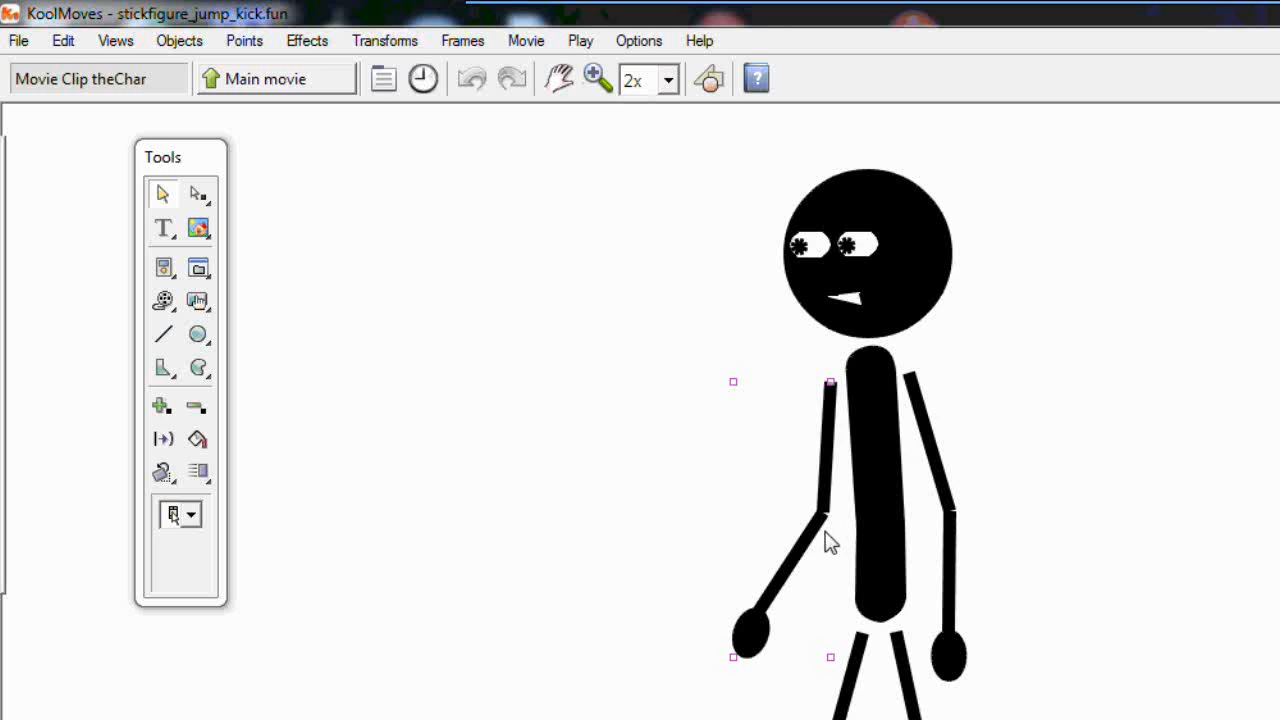 KoolMoves - stickfigure_jump_kick.fun
File Edit Views Objects Points Effects Transforms Frames Movie Play Options Help
Movie Clip theChar Main movie 2x ?
Tools
T